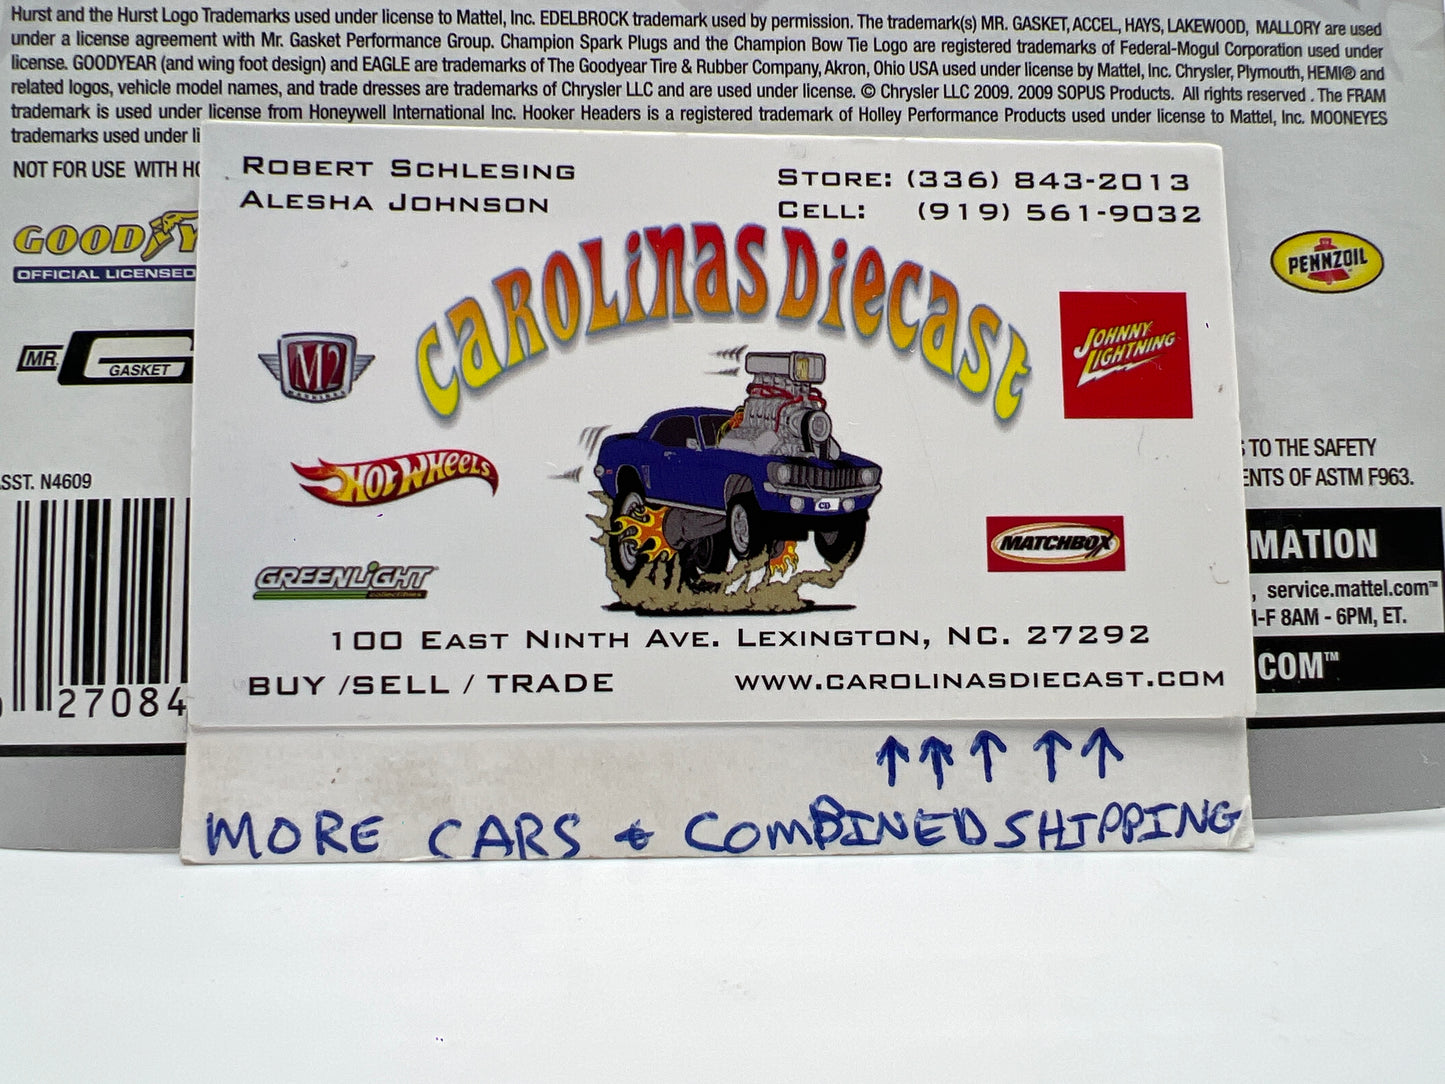 Hurst and the Hurst Logo Trademarks used under license to Mattel, Inc. EDELBROCK trademark used by permission. The trademark(s) MR. GASKET, ACCEL, HAYS, LAKEWOOD, MALLORY are used
under a license agreement with Mr. Gasket Performance Group. Champion Spark Plugs and the Champion Bow Tie Logo are registered trademarks of Federal-Mogul Corporation used under
license. GOODYEAR (and wing foot design) and EAGLE are trademarks of The Goodyear Tire & Rubber Company, Akron, Ohio USA used under license by Mattel, Inc. Chrysler, Plymouth, HEMI® and
related logos, vehicle model names, and trade dresses are trademarks of Chrysler LLC and are used under license. © Chrysler LLC 2009. 2009 SOPUS Products. All rights reserved . The FRAM
trademark is used under license from Honeywell International Inc. Hooker Headers is a registered trademark of Holley Performance Products used under license to Mattel, Inc. MOONEYES
trademarks used under li
NOT FOR USE WITH HO
GOODY
OFFICIAL LICENSED
MR. GASKET
SST. N4609
27084
PENNZOIL
TO THE SAFETY
ENTS OF ASTM F963.
MATION
, service.mattel.com™
-F 8AM - 6PM, ET.
COM™
ROBERT SCHLESING
ALESHA JOHNSON
STORE: (336) 843-2013
CELL: (919) 561-9032
CAROLINAS DIECAST
M2
MACHINES
JOHNNY
LIGHTNING
HOT WHEELS
CD
MATCHBOX
GREENLIGHT
collectibles
100 EAST NINTH AVE. LEXINGTON, NC. 27292
BUY /SELL / TRADE
WWW.CAROLINASDIECAST.COM
↑ ↑ ↑ ↑ ↑
MORE CARS + COMBINED SHIPPING